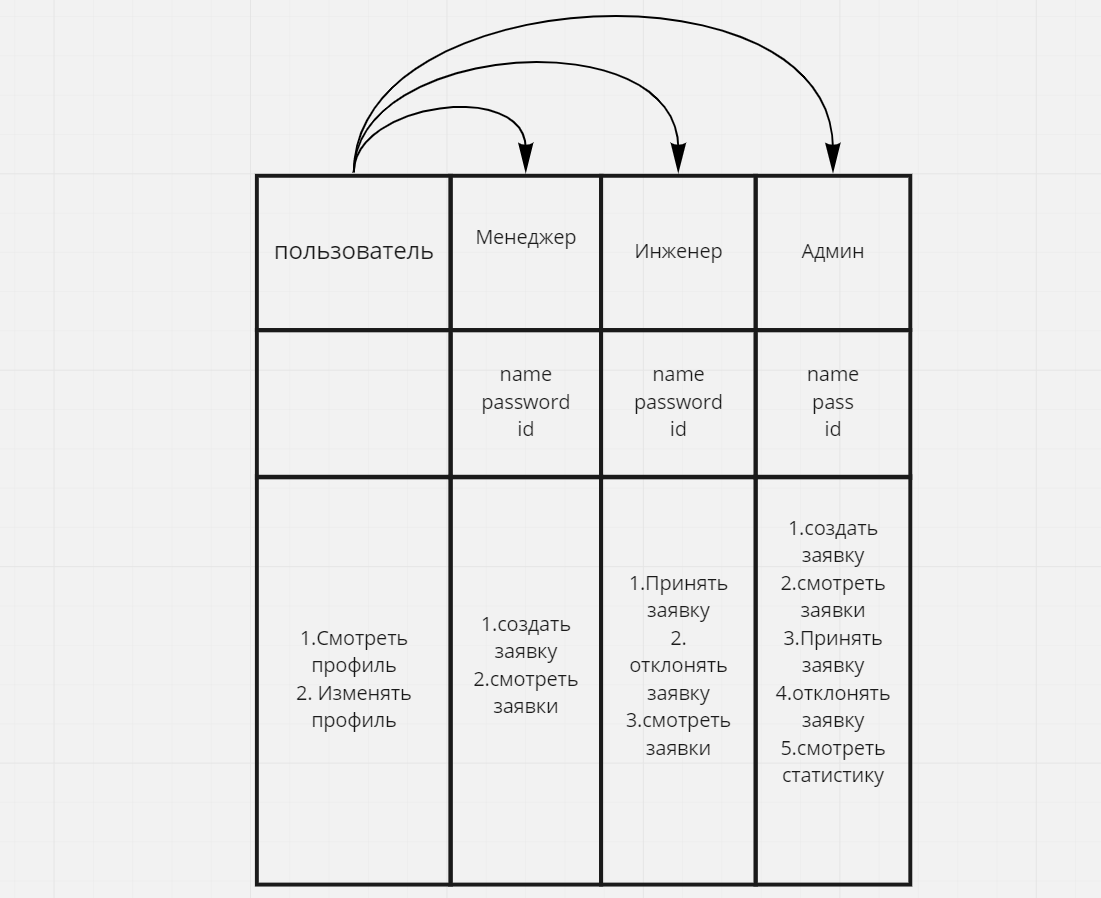 пользователь
Менеджер
Инженер
Админ
name
password
id
name
password
id
name
pass
id
1.Смотреть
профиль
2. Изменять
профиль
1.создать
заявку
2.смотреть
заявки
1.Принять
заявку
2.
отклонять
заявку
3.смотреть
заявки
1.создать
заявку
2.смотреть
заявки
3.Принять
заявку
4.отклонять
заявку
5.смотреть
статистику